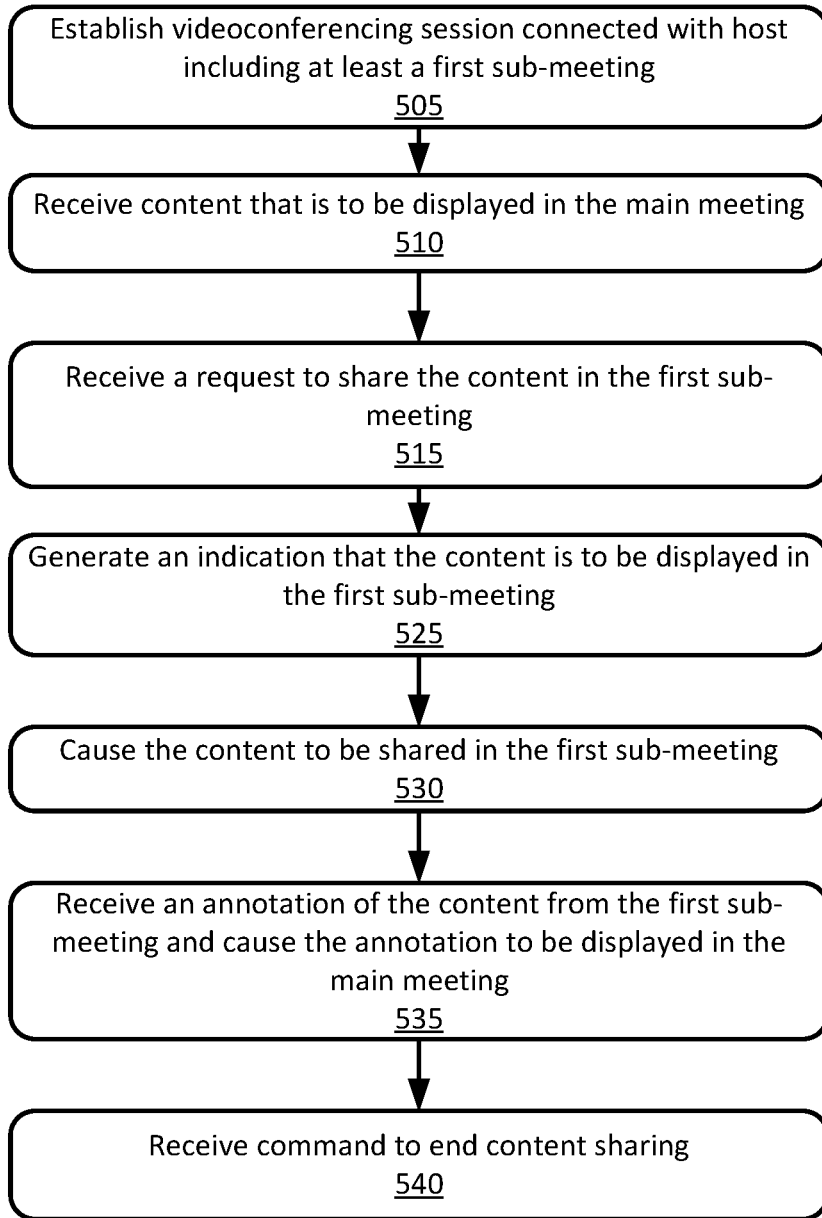 Establish videoconferencing session connected with host
including at least a first sub-meeting
505
Receive content that is to be displayed in the main meeting
510
Receive a request to share the content in the first sub-
meeting
515
Generate an indication that the content is to be displayed in
the first sub-meeting
525
Cause the content to be shared in the first sub-meeting
530
Receive an annotation of the content from the first sub-
meeting and cause the annotation to be displayed in the
main meeting
535
Receive command to end content sharing
540